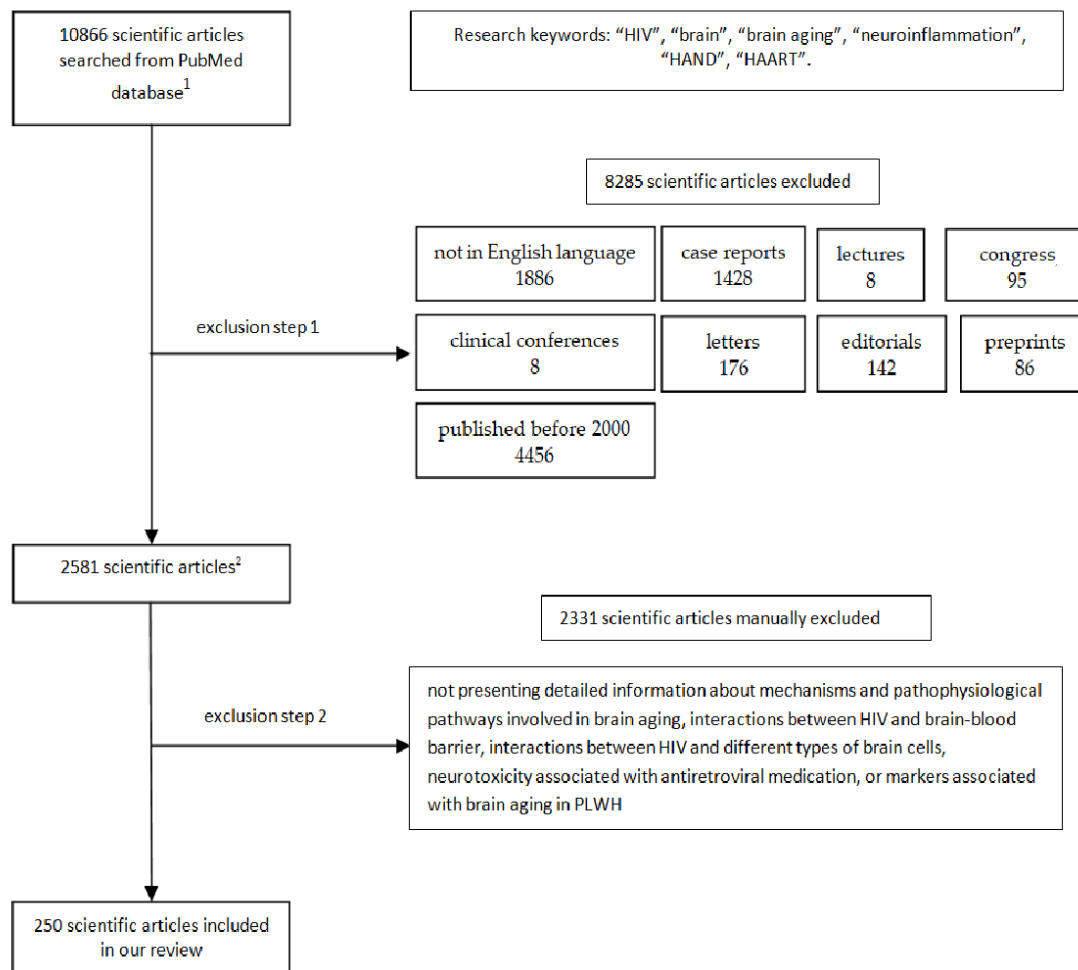 10866 scientific articles
searched from PubMed
database1
Research keywords: “HIV”, “brain”, “brain aging”, “neuroinflammation”,
“HAND”, “HAART”.
8285 scientific articles excluded
not in English language
1886
case reports
1428
lectures
8
congress
95
exclusion step 1
clinical conferences
8
letters
176
editorials
142
preprints
86
published before 2000
4456
2581 scientific articles2
2331 scientific articles manually excluded
exclusion step 2
not presenting detailed information about mechanisms and pathophysiological
pathways involved in brain aging, interactions between HIV and brain-blood
barrier, interactions between HIV and different types of brain cells,
neurotoxicity associated with antiretroviral medication, or markers associated
with brain aging in PLWH
250 scientific articles included
in our review